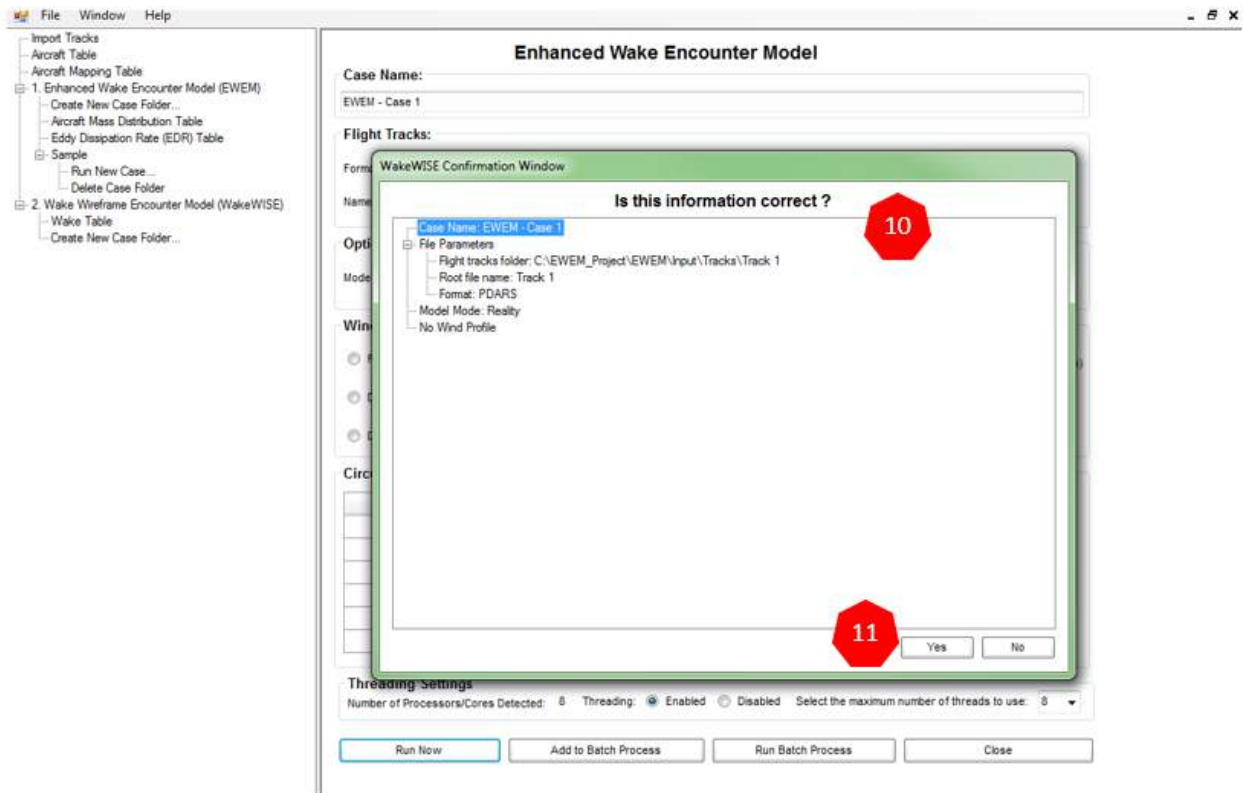 File Window Help
Import Tracks
Aircraft Table
Aircraft Mapping Table
1. Enhanced Wake Encounter Model (EWEM)
Create New Case Folder...
Aircraft Mass Distribution Table
Eddy Dissipation Rate (EDR) Table
Sample
Run New Case...
Delete Case Folder
2. Wake Wireframe Encounter Model (WakeWISE)
Wake Table
Create New Case Folder...
Enhanced Wake Encounter Model
Case Name:
EWEM - Case 1
Flight Tracks:
Form
Name
Opti
Mode
Win
Circu
WakeWISE Confirmation Window
Is this information correct ?
10
Case Name: EWEM - Case 1
File Parameters
Flight tracks folder: C:\EWEM_Project\EWEM\Input\Tracks\Track 1
Root file name: Track 1
Format: PDARS
Model Mode: Reality
No Wind Profile
11
Yes No
Threading Settings
Number of Processors/Cores Detected: 8 Threading: Enabled Disabled Select the maximum number of threads to use: 8
Run Now Add to Batch Process Run Batch Process Close